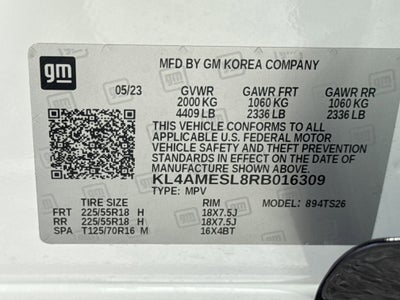 gm
MFD BY GM KOREA COMPANY
05/23 GVWR GAWR FRT GAWR RR
2000 KG 1060 KG 1060 KG
4409 LB 2336 LB 2336 LB
THIS VEHICLE CONFORMS TO ALL
APPLICABLE U.S. FEDERAL MOTOR
VEHICLE SAFETY AND THEFT PREVENTION
STANDARDS IN EFFECT ON THE DATE OF
MANUFACTURE SHOWN ABOVE.
KL4AMESL8RB016309
TYPE: MPV
TIRE SIZE RIM MODEL: 894TS26
FRT 225/55R18 H 18X7.5J
RR 225/55R18 H 18X7.5J
SPA T125/70R16 M 16X4BT